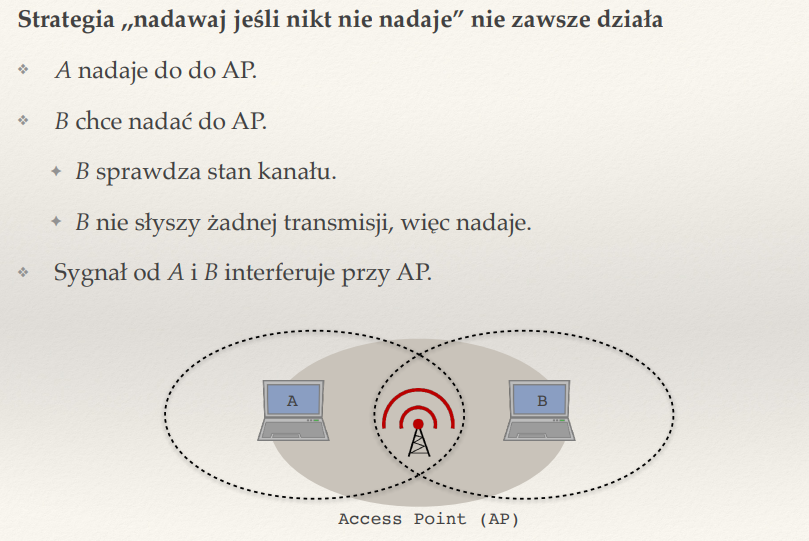 Strategia ,,nadawaj jeśli nikt nie nadaje” nie zawsze działa
❖ A nadaje do do AP.
❖ B chce nadać do AP.
✦ B sprawdza stan kanału.
✦ B nie słyszy żadnej transmisji, więc nadaje.
❖ Sygnał od A i B interferuje przy AP.
A
B
Access Point (AP)